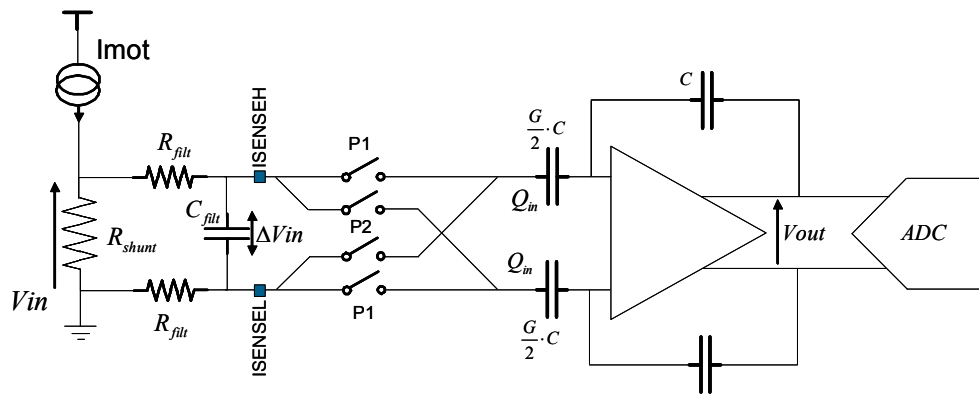 Imot
R_filt
ISENSEH
P1
G/2 · C
C
C_filt
ΔVin
P2
Q_in
R_shunt
Vin
Vout
ADC
Q_in
R_filt
ISENSEL
P1
G/2 · C